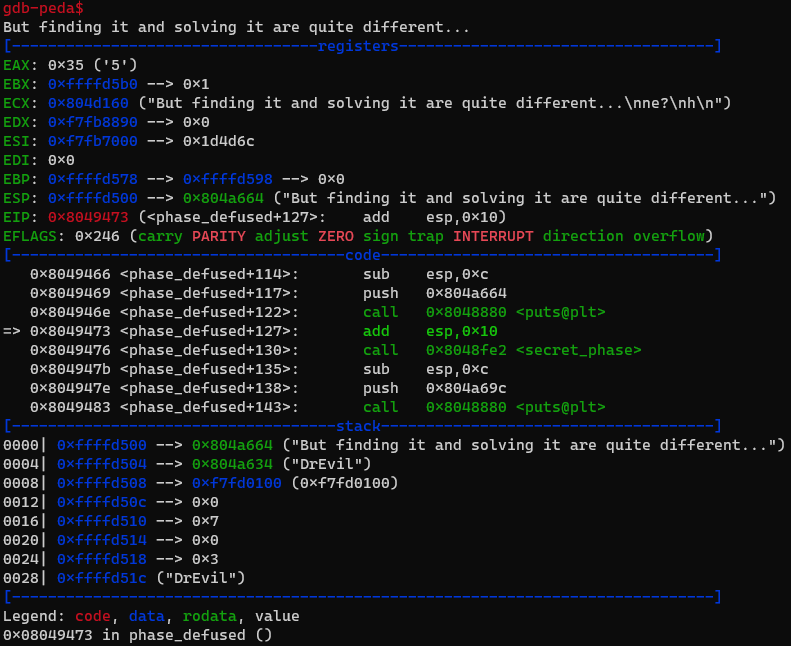 gdb-peda$
But finding it and solving it are quite different...
[----------------------------------registers-----------------------------------]
EAX: 0x35 ('5')
EBX: 0xffffd5b0 --> 0x1
ECX: 0x804d160 ("But finding it and solving it are quite different...\nne?\nh\n")
EDX: 0xf7fb8890 --> 0x0
ESI: 0xf7fb7000 --> 0x1d4d6c
EDI: 0x0
EBP: 0xffffd578 --> 0xffffd598 --> 0x0
ESP: 0xffffd500 --> 0x804a664 ("But finding it and solving it are quite different...")
EIP: 0x8049473 (<phase_defused+127>:    add    esp,0x10)
EFLAGS: 0x246 (carry PARITY adjust ZERO sign trap INTERRUPT direction overflow)
[-------------------------------------code-------------------------------------]
   0x8049466 <phase_defused+114>:       sub    esp,0xc
   0x8049469 <phase_defused+117>:       push   0x804a664
   0x804946e <phase_defused+122>:       call   0x8048880 <puts@plt>
=> 0x8049473 <phase_defused+127>:       add    esp,0x10
   0x8049476 <phase_defused+130>:       call   0x8048fe2 <secret_phase>
   0x804947b <phase_defused+135>:       sub    esp,0xc
   0x804947e <phase_defused+138>:       push   0x804a69c
   0x8049483 <phase_defused+143>:       call   0x8048880 <puts@plt>
[------------------------------------stack-------------------------------------]
0000| 0xffffd500 --> 0x804a664 ("But finding it and solving it are quite different...")
0004| 0xffffd504 --> 0x804a634 ("DrEvil")
0008| 0xffffd508 --> 0xf7fd0100 (0xf7fd0100)
0012| 0xffffd50c --> 0x0
0016| 0xffffd510 --> 0x7
0020| 0xffffd514 --> 0x0
0024| 0xffffd518 --> 0x3
0028| 0xffffd51c ("DrEvil")
[------------------------------------------------------------------------------]
Legend: code, data, rodata, value
0x08049473 in phase_defused ()